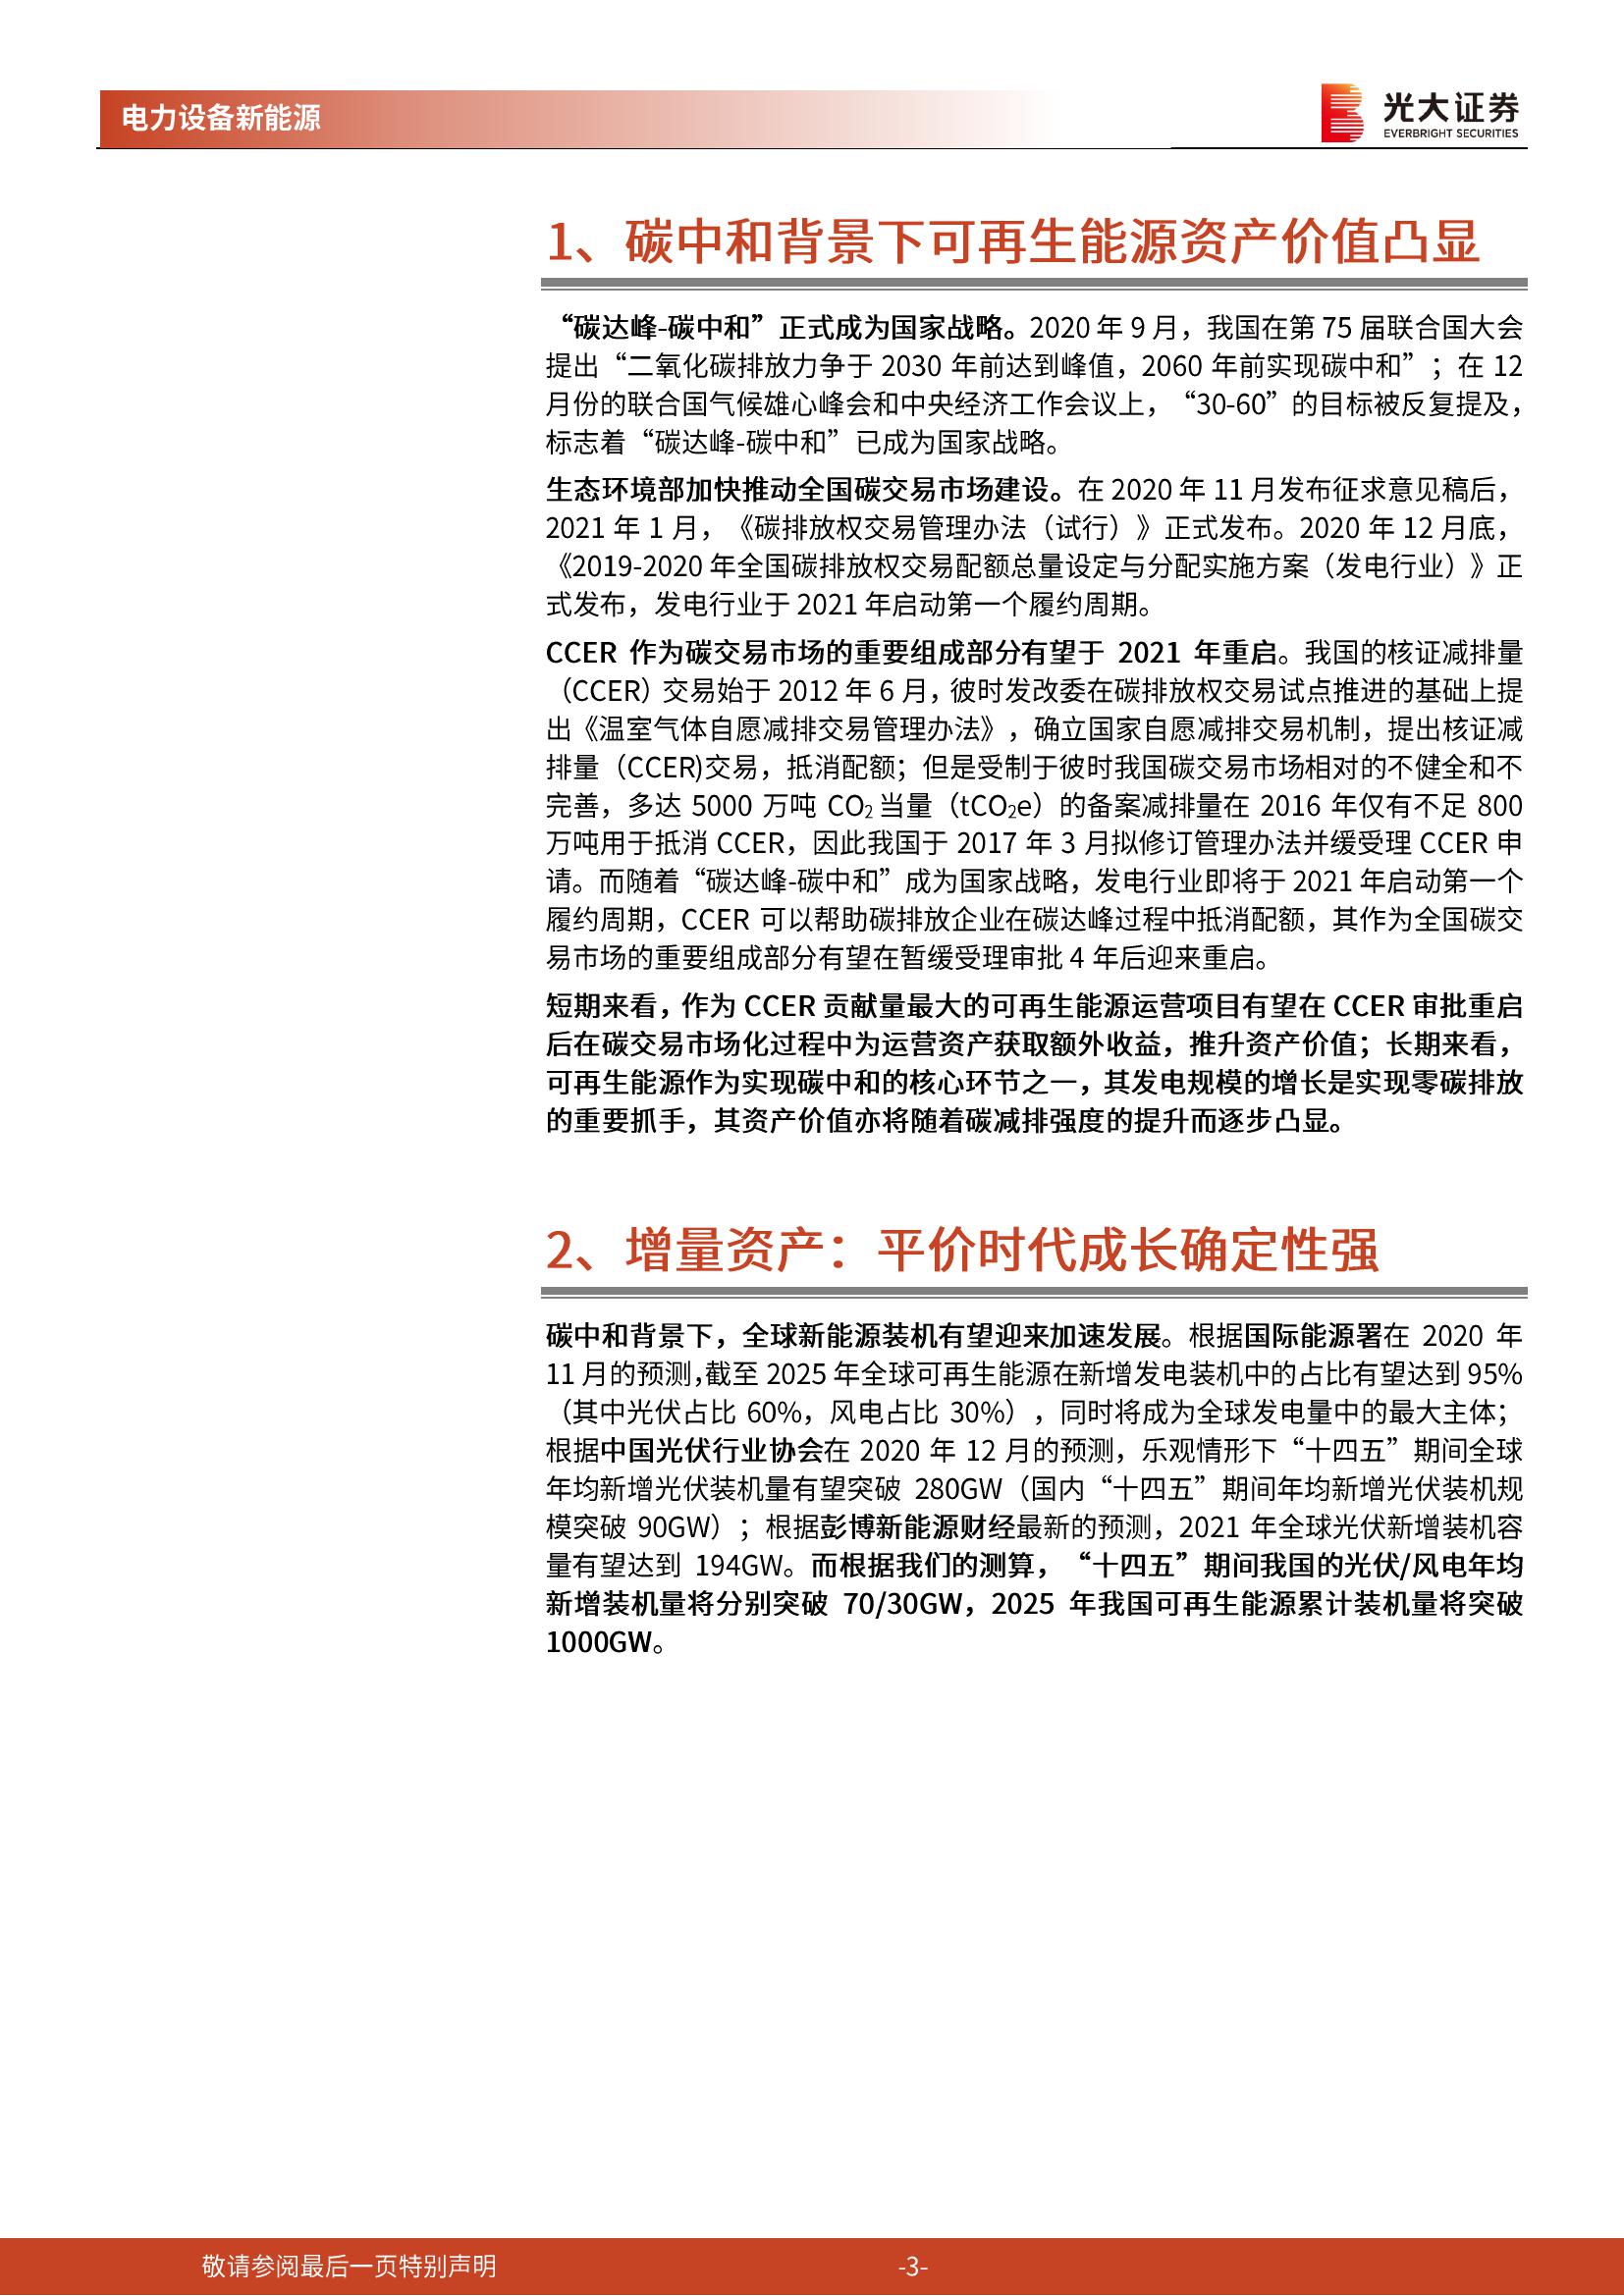 电力设备新能源
光大证券
EVERBRIGHT SECURITIES
1、碳中和背景下可再生能源资产价值凸显
“碳达峰-碳中和”正式成为国家战略。2020 年 9 月，我国在第 75 届联合国大会
提出“二氧化碳排放力争于 2030 年前达到峰值，2060 年前实现碳中和”；在 12
月份的联合国气候雄心峰会和中央经济工作会议上，“30-60”的目标被反复提及，
标志着“碳达峰-碳中和”已成为国家战略。
生态环境部加快推动全国碳交易市场建设。在 2020 年 11 月发布征求意见稿后，
2021 年 1 月，《碳排放权交易管理办法（试行）》正式发布。2020 年 12 月底，
《2019-2020 年全国碳排放权交易配额总量设定与分配实施方案（发电行业）》正
式发布，发电行业于 2021 年启动第一个履约周期。
CCER 作为碳交易市场的重要组成部分有望于 2021 年重启。我国的核证减排量
（CCER）交易始于 2012 年 6 月，彼时发改委在碳排放权交易试点推进的基础上提
出《温室气体自愿减排交易管理办法》，确立国家自愿减排交易机制，提出核证减
排量（CCER)交易，抵消配额；但是受制于彼时我国碳交易市场相对的不健全和不
完善，多达 5000 万吨 CO₂当量（tCO₂e）的备案减排量在 2016 年仅有不足 800
万吨用于抵消 CCER，因此我国于 2017 年 3 月拟修订管理办法并缓受理 CCER 申
请。而随着“碳达峰-碳中和”成为国家战略，发电行业即将于 2021 年启动第一个
履约周期，CCER 可以帮助碳排放企业在碳达峰过程中抵消配额，其作为全国碳交
易市场的重要组成部分有望在暂缓受理审批 4 年后迎来重启。
短期来看，作为 CCER 贡献量最大的可再生能源运营项目有望在 CCER 审批重启
后在碳交易市场化过程中为运营资产获取额外收益，推升资产价值；长期来看，
可再生能源作为实现碳中和的核心环节之一，其发电规模的增长是实现零碳排放
的重要抓手，其资产价值亦将随着碳减排强度的提升而逐步凸显。
2、增量资产：平价时代成长确定性强
碳中和背景下，全球新能源装机有望迎来加速发展。根据国际能源署在 2020 年
11 月的预测，截至 2025 年全球可再生能源在新增发电装机中的占比有望达到 95%
（其中光伏占比 60%，风电占比 30%），同时将成为全球发电量中的最大主体；
根据中国光伏行业协会在 2020 年 12 月的预测，乐观情形下“十四五”期间全球
年均新增光伏装机量有望突破 280GW（国内“十四五”期间年均新增光伏装机规
模突破 90GW）；根据彭博新能源财经最新的预测，2021 年全球光伏新增装机容
量有望达到 194GW。而根据我们的测算，“十四五”期间我国的光伏/风电年均
新增装机量将分别突破 70/30GW，2025 年我国可再生能源累计装机量将突破
1000GW。
敬请参阅最后一页特别声明
-3-